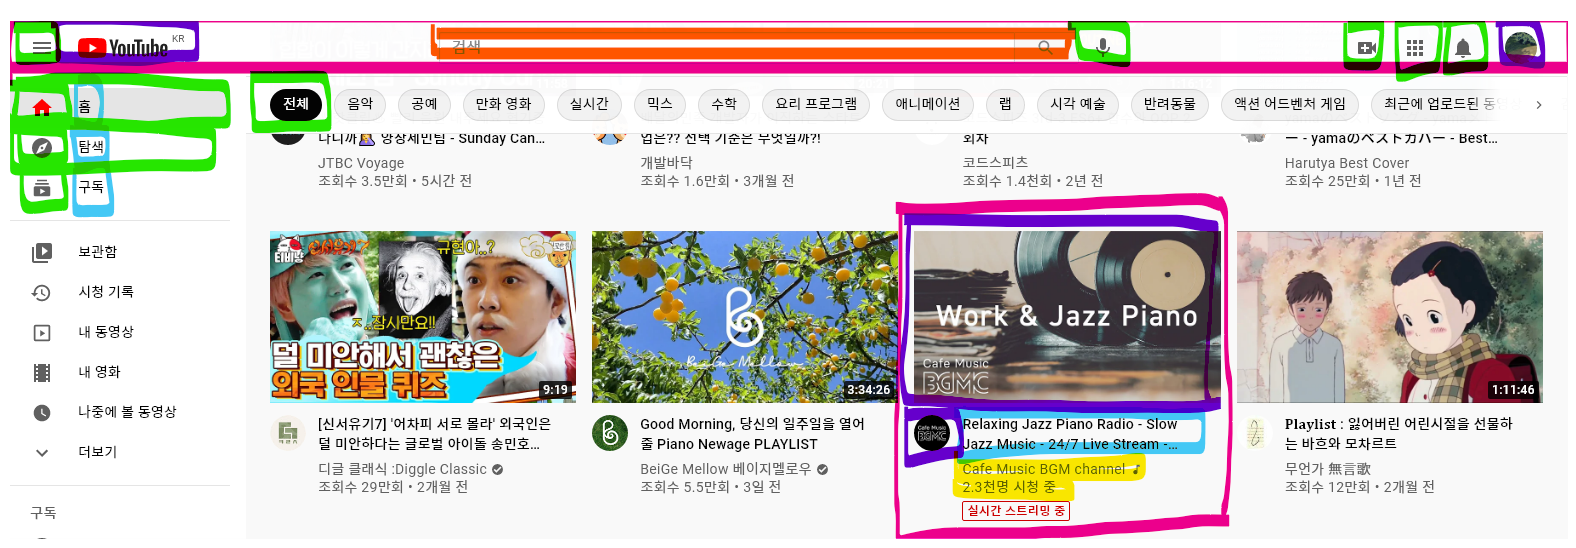 YouTube KR
검색
홈
탐색
구독
보관함
시청 기록
내 동영상
내 영화
나중에 볼 동영상
더보기
구독
전체 음악 공예 만화 영화 실시간 믹스 수학 요리 프로그램 애니메이션 랩 시각 예술 반려동물 액션 어드벤처 게임 최근에 업로드된
앙상세민텀 - Sunday Can...
JTBC Voyage
조회수 3.5만회 • 5시간 전
선택 기준은 무엇일까?!
개발바닥
조회수 1.6만회 • 3개월 전
회차
코드스피츠
조회수 1.4천회 • 2년 전
ー - yamaのベストカバー - Best...
Harutya Best Cover
조회수 25만회 • 1년 전
티비냥
신서유기7
규현아..?
ㅈ..잠시만요!!
덜 미안해서 괜찮은
외국 인물 퀴즈
9:19
[신서유기7] '어차피 서로 몰라' 외국인은
덜 미안하다는 글로벌 아이돌 송민호...
디글 클래식 :Diggle Classic
조회수 29만회 • 2개월 전
BeiGe Mellow
3:34:26
Good Morning, 당신의 일주일을 열어
줄 Piano Newage PLAYLIST
BeiGe Mellow 베이지멜로우
조회수 5.5만회 • 3일 전
Work & Jazz Piano
Cafe Music
BGMC
Cafe Music
BGMC
Relaxing Jazz Piano Radio - Slow
Jazz Music - 24/7 Live Stream -...
Cafe Music BGM channel
2.3천명 시청 중
실시간 스트리밍 중
1:11:46
Playlist : 잃어버린 어린시절을 선물하
는 바흐와 모차르트
무언가 無言歌
조회수 12만회 • 2개월 전